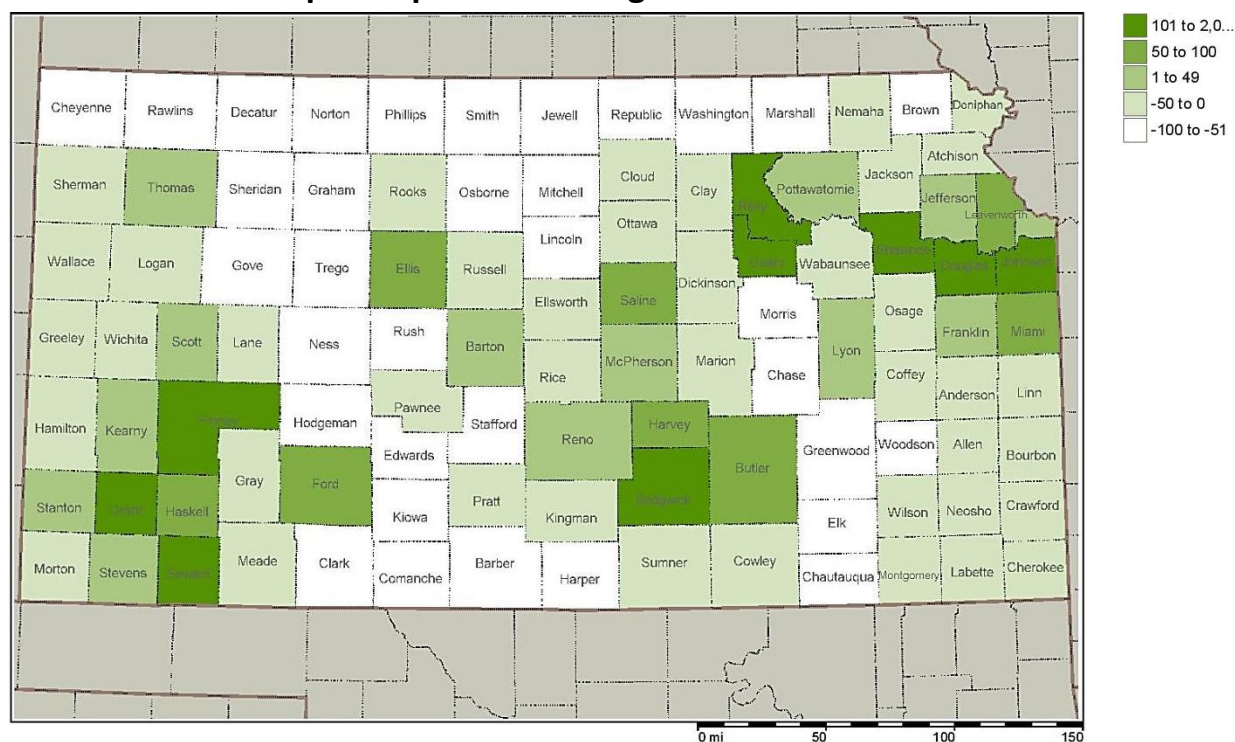 101 to 2,0...
50 to 100
1 to 49
-50 to 0
-100 to -51
Cheyenne Rawlins Decatur Norton Phillips Smith Jewell Republic Washington Marshall Nemaha Brown Doniphan
Sherman Thomas Sheridan Graham Rooks Osborne Mitchell Cloud Clay Riley Pottawatomie Jackson Atchison
Jefferson Leavenworth
Lincoln Ottawa
Wallace Logan Gove Trego Ellis Russell Ellsworth Saline Dickinson Geary Wabaunsee Shawnee Douglas Johnson
Greeley Wichita Scott Lane Ness Rush Barton Rice McPherson Marion Morris Chase Lyon Osage Franklin Miami
Coffey Anderson Linn
Hamilton Kearny Finney Hodgeman Pawnee Stafford Edwards Reno Harvey Butler Greenwood Woodson Allen Bourbon
Stanton Grant Haskell Gray Ford Kiowa Pratt Kingman Sedgwick Elk Wilson Neosho Crawford
Morton Stevens Seward Meade Clark Comanche Barber Harper Sumner Cowley Chautauqua Montgomery Labette Cherokee
0 mi 50 100 150